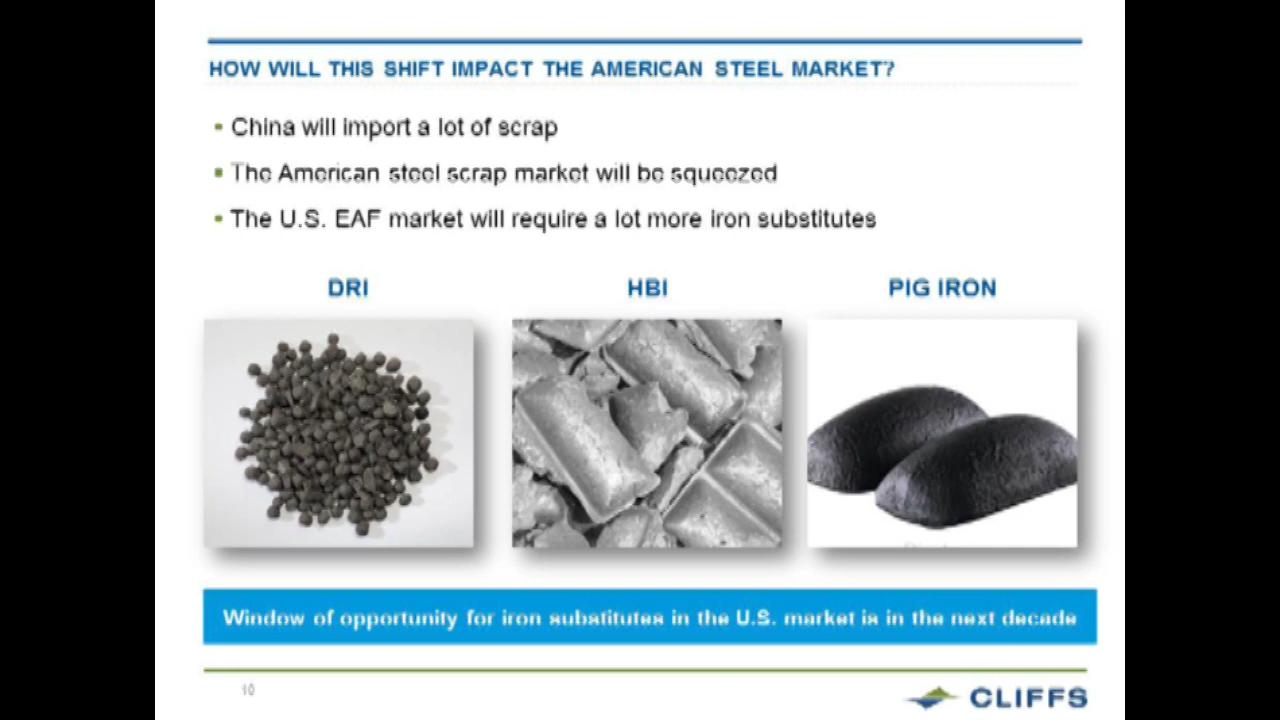 HOW WILL THIS SHIFT IMPACT THE AMERICAN STEEL MARKET?
▪ China will import a lot of scrap
▪ The American steel scrap market will be squeezed
▪ The U.S. EAF market will require a lot more iron substitutes
DRI
HBI
PIG IRON
Window of opportunity for iron substitutes in the U.S. market is in the next decade
10
CLIFFS